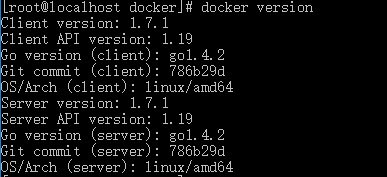 [root@localhost docker]# docker version
Client version: 1.7.1
Client API version: 1.19
Go version (client): go1.4.2
Git commit (client): 786b29d
OS/Arch (client): linux/amd64
Server version: 1.7.1
Server API version: 1.19
Go version (server): go1.4.2
Git commit (server): 786b29d
OS/Arch (server): linux/amd64